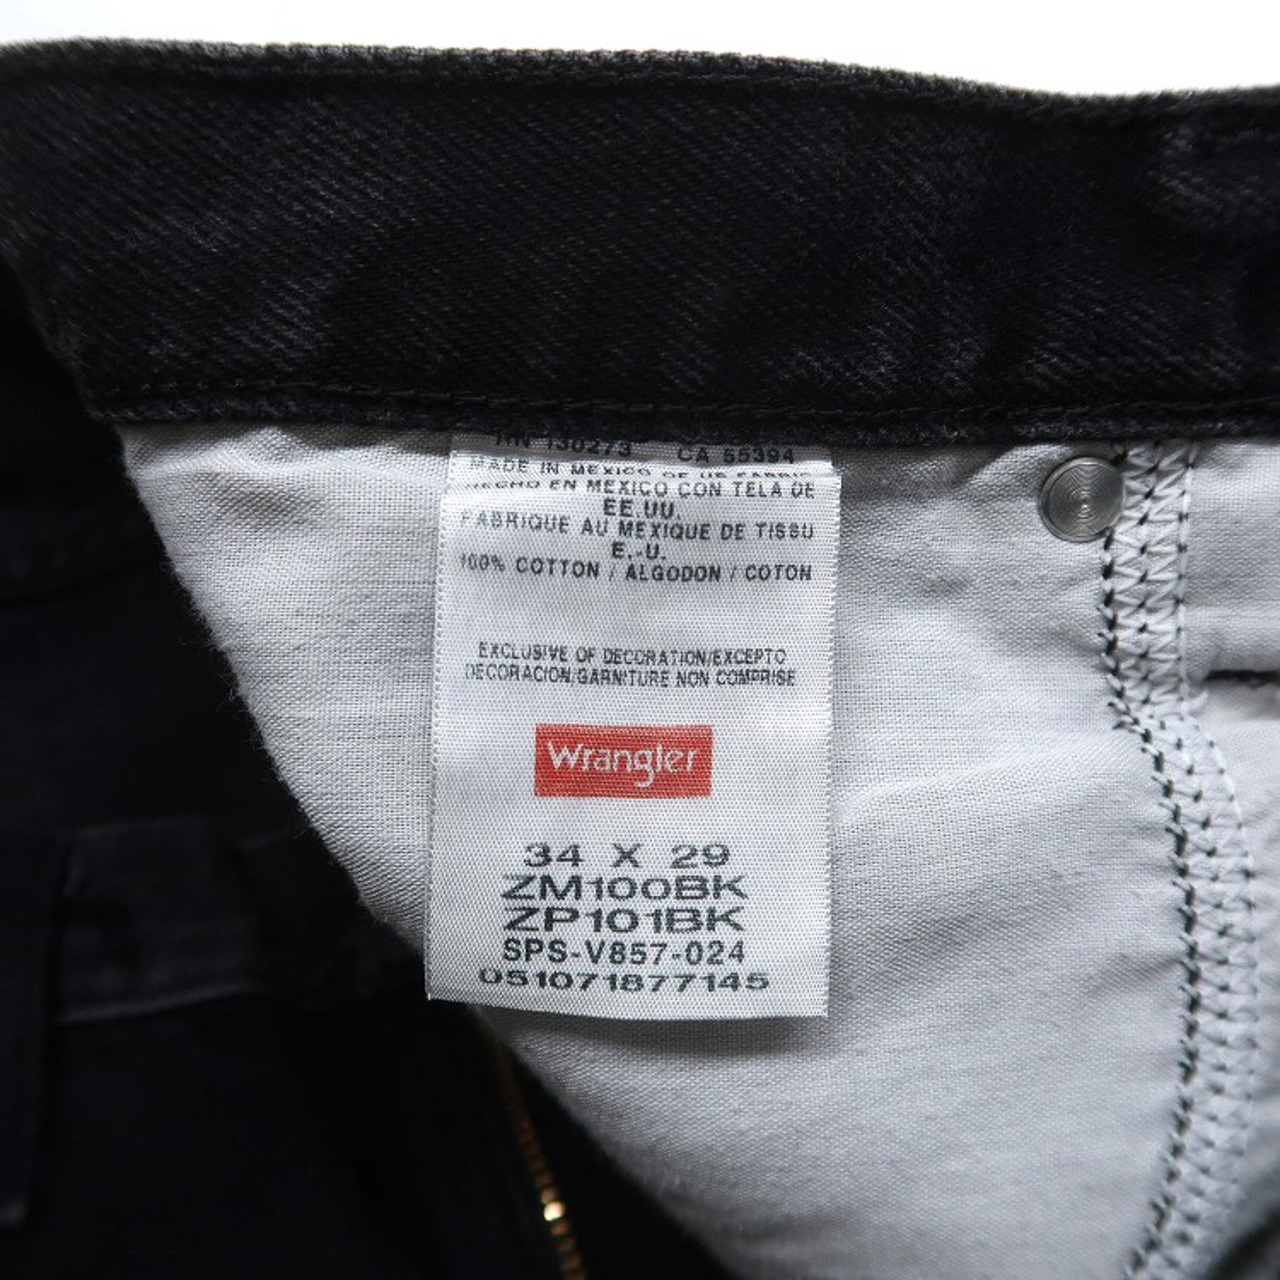 RN 130273 CA 55394
MADE IN MEXICO OF US FABRIC
HECHO EN MEXICO CON TELA DE
EE.UU.
FABRIQUE AU MEXIQUE DE TISSU
E.-U.
100% COTTON / ALGODON / COTON
EXCLUSIVE OF DECORATION/EXCEPTO
DECORACION/GARNITURE NON COMPRISE
Wrangler
34 X 29
ZM100BK
ZP101BK
SPS-V857-024
051071877145